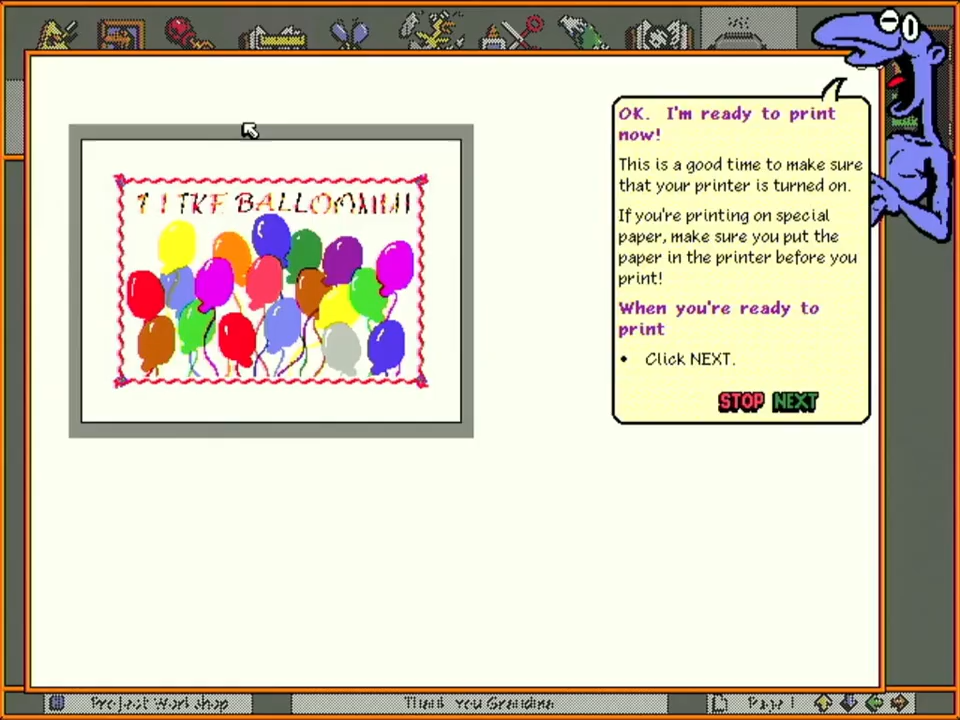 I LIKE BALLOONS!!!
OK. I'm ready to print
now!
This is a good time to make sure
that your printer is turned on.
If you're printing on special
paper, make sure you put the
paper in the printer before you
print!
When you're ready to
print
• Click NEXT.
STOP NEXT
Project Workshop
Thank you Grandma
Page 1